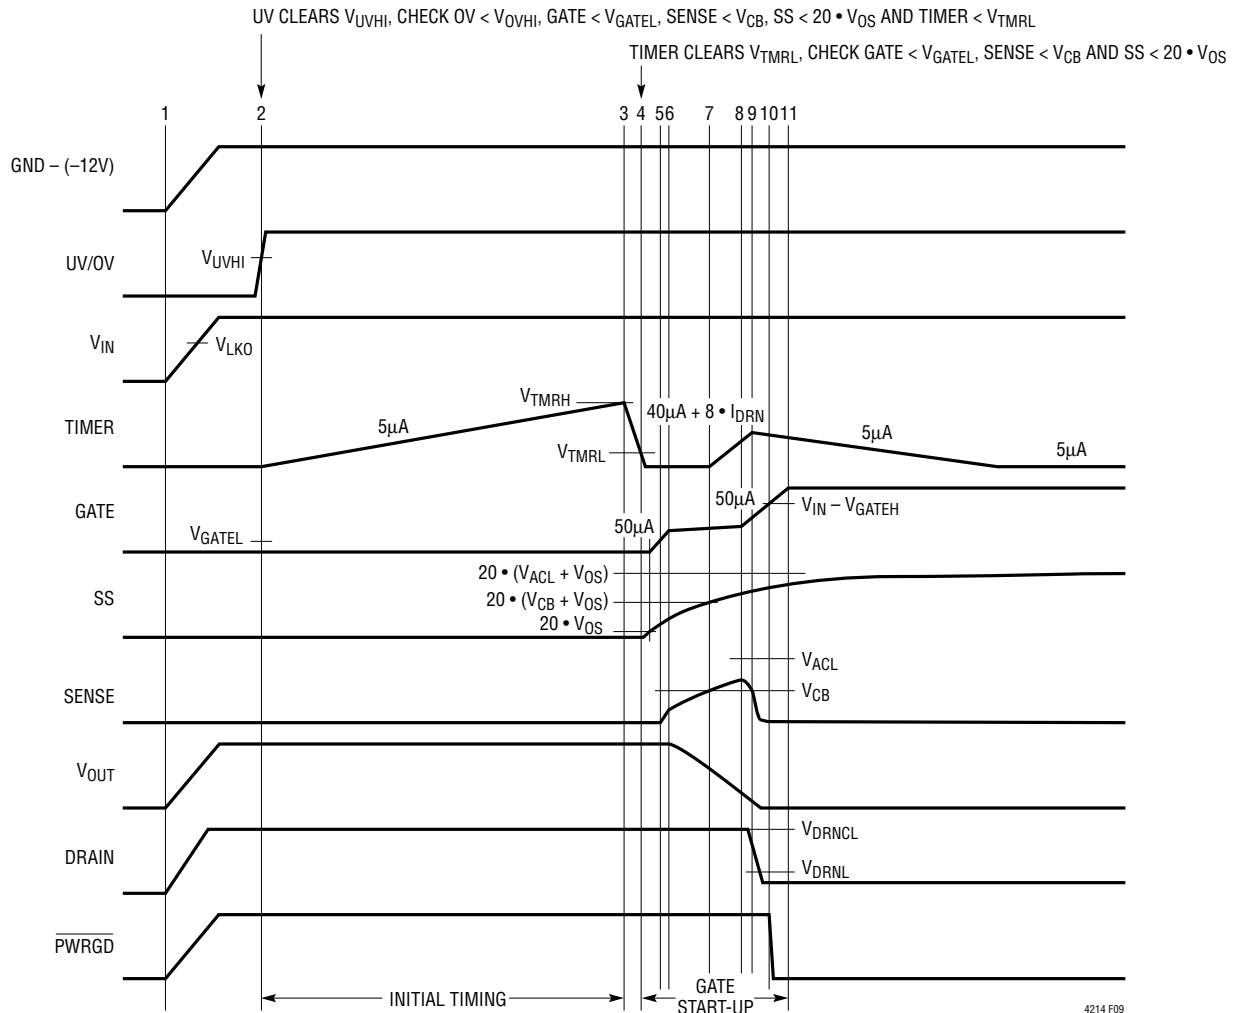 UV CLEARS VUVHI, CHECK OV < VOVHI, GATE < VGATEL, SENSE < VCB, SS < 20 • VOS AND TIMER < VTMRL
TIMER CLEARS VTMRL, CHECK GATE < VGATEL, SENSE < VCB AND SS < 20 • VOS
1 2 3 4 5 6 7 8 9 10 11
GND – (–12V)
UV/OV
VUVHI
VIN
VLKO
TIMER
5µA
VTMRH
VTMRL
40µA + 8 • IDRN
5µA
5µA
GATE
VGATEL
50µA
50µA
VIN – VGATEH
SS
20 • (VACL + VOS)
20 • (VCB + VOS)
20 • VOS
SENSE
VACL
VCB
VOUT
DRAIN
VDRNCL
VDRNL
PWRGD
INITIAL TIMING
GATE
START-UP
4214 F09